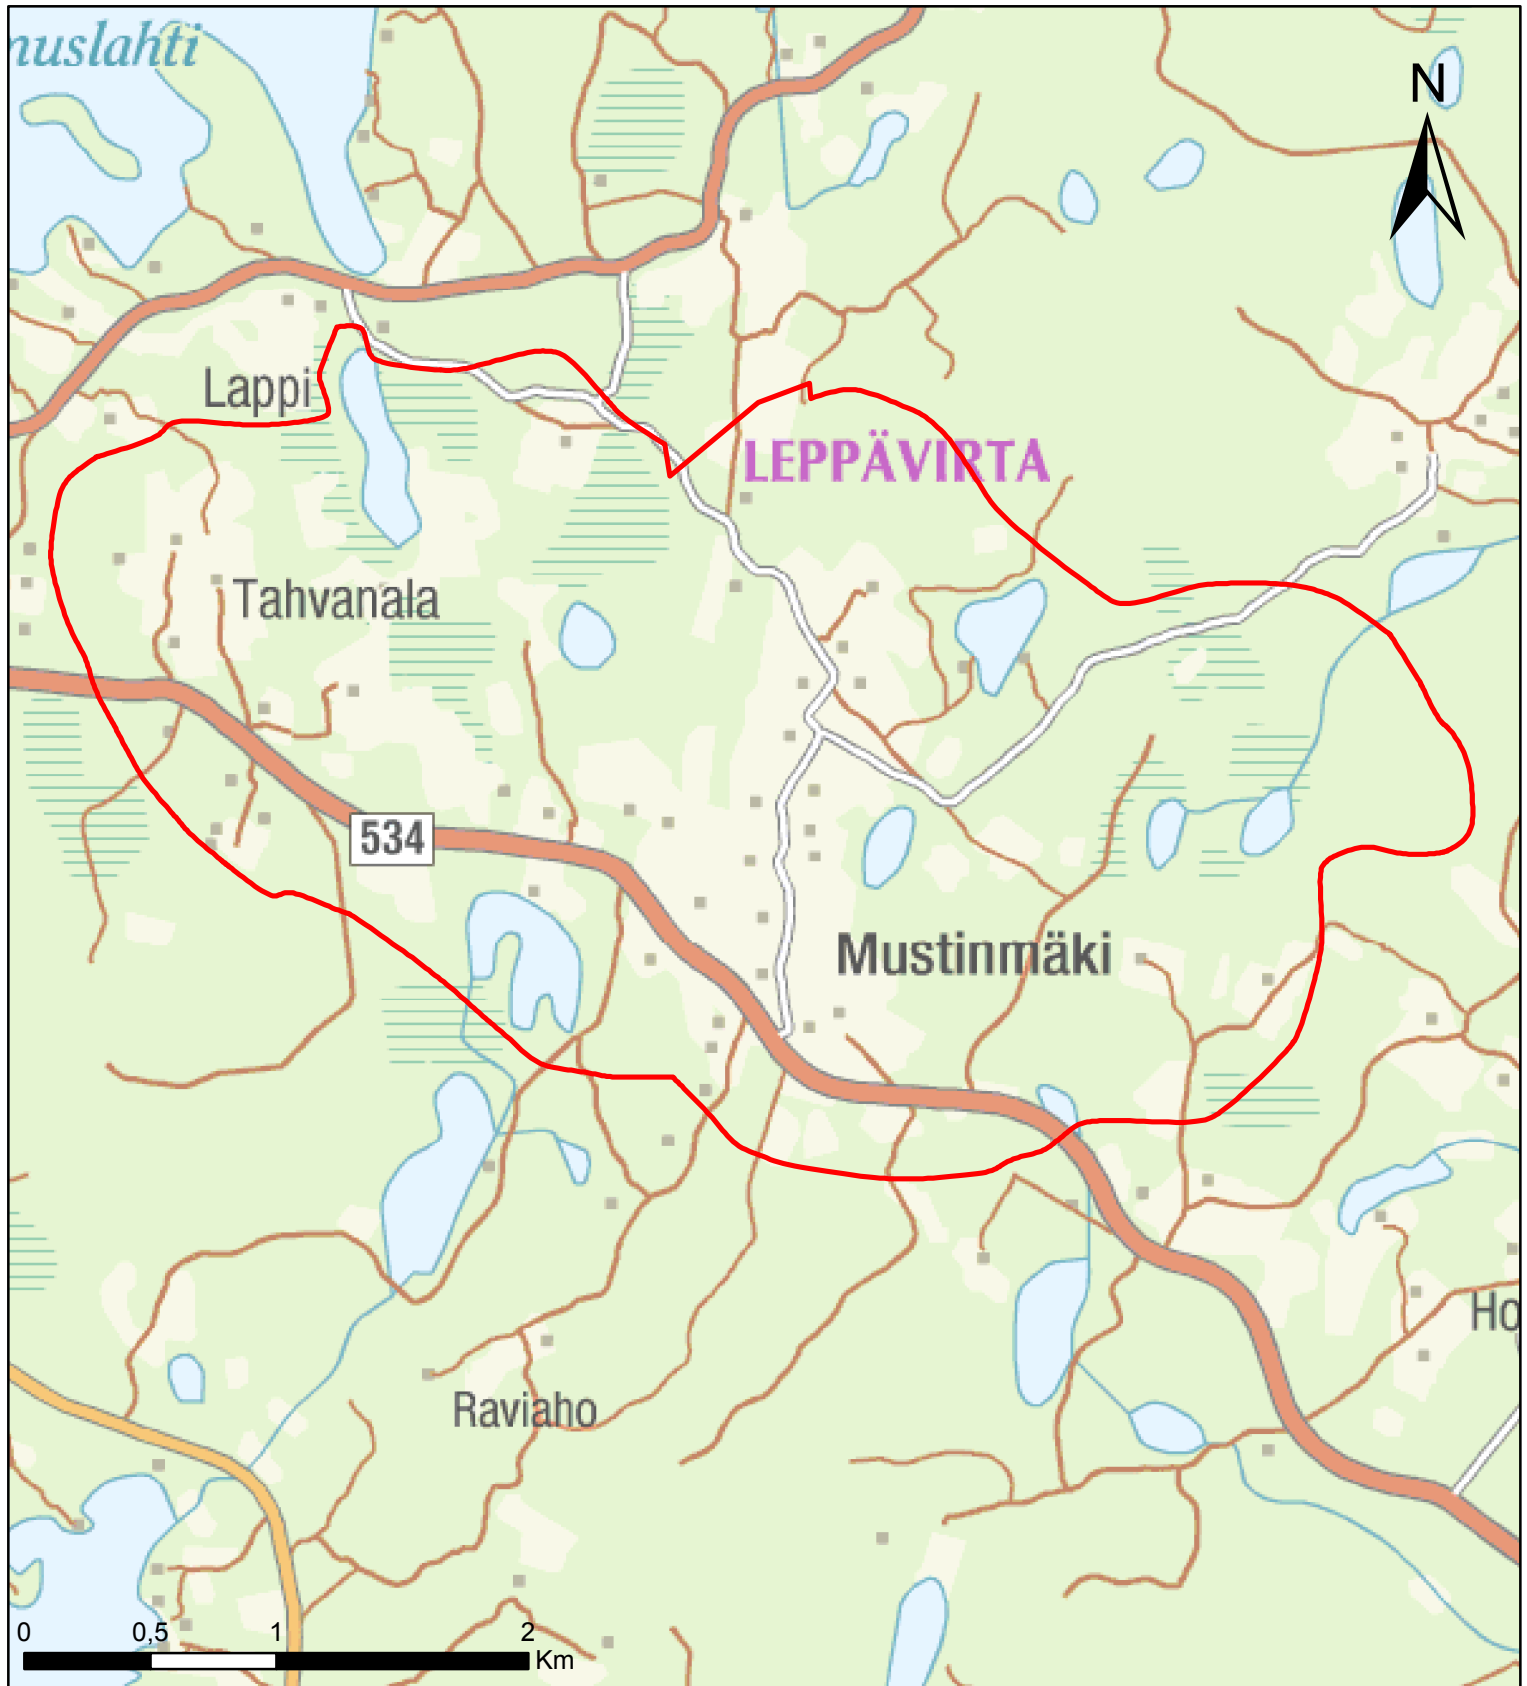 nuslahti
N
Lappi
LEPPÄVIRTA
Tahvanala
534
Mustinmäki
Ho
Raviaho
0 0,5 1 2
Km